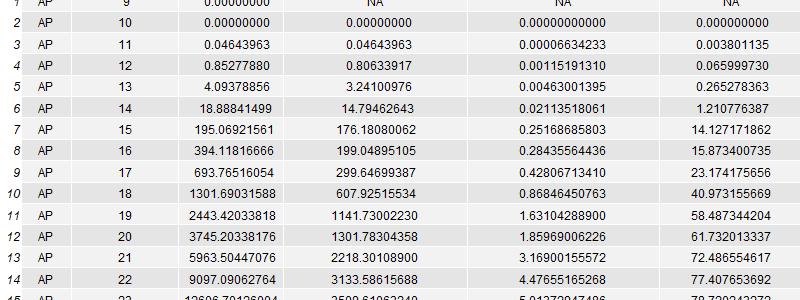 1 AP 9 0.00000000 NA NA NA
2 AP 10 0.00000000 0.00000000 0.00000000000 0.000000000
3 AP 11 0.04643963 0.04643963 0.00006634233 0.003801135
4 AP 12 0.85277880 0.80633917 0.00115191310 0.065999730
5 AP 13 4.09378856 3.24100976 0.00463001395 0.265278363
6 AP 14 18.88841499 14.79462643 0.02113518061 1.210776387
7 AP 15 195.06921561 176.18080062 0.25168685803 14.127171862
8 AP 16 394.11816666 199.04895105 0.28435564436 15.873400735
9 AP 17 693.76516054 299.64699387 0.42806713410 23.174175656
10 AP 18 1301.69031588 607.92515534 0.86846450763 40.973155669
11 AP 19 2443.42033818 1141.73002230 1.63104288900 58.487344204
12 AP 20 3745.20338176 1301.78304358 1.85969006226 61.732013337
13 AP 21 5963.50447076 2218.30108900 3.16900155572 72.486554617
14 AP 22 9097.09062764 3133.58615688 4.47655165268 77.407653692